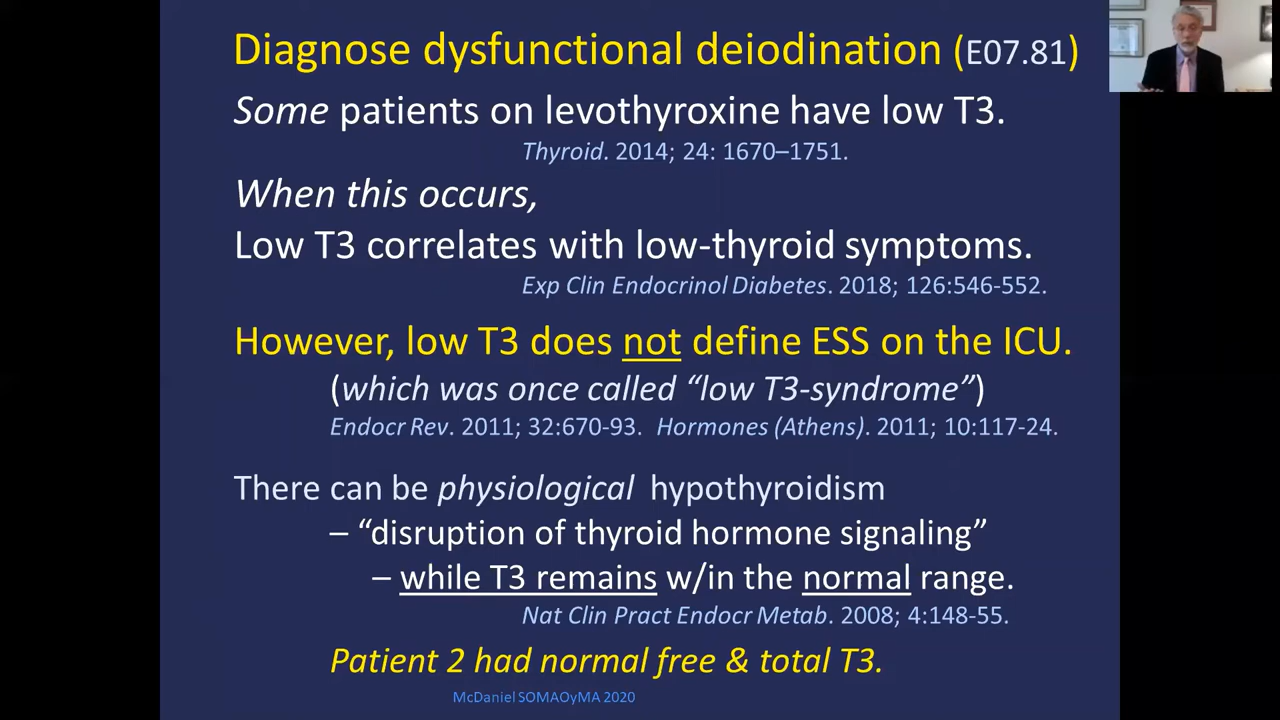 Diagnose dysfunctional deiodination (E07.81)
Some patients on levothyroxine have low T3.
Thyroid. 2014; 24: 1670–1751.
When this occurs,
Low T3 correlates with low-thyroid symptoms.
Exp Clin Endocrinol Diabetes. 2018; 126:546-552.
However, low T3 does not define ESS on the ICU.
(which was once called “low T3-syndrome”)
Endocr Rev. 2011; 32:670-93. Hormones (Athens). 2011; 10:117-24.
There can be physiological hypothyroidism
– “disruption of thyroid hormone signaling”
– while T3 remains w/in the normal range.
Nat Clin Pract Endocr Metab. 2008; 4:148-55.
Patient 2 had normal free & total T3.
McDaniel SOMAOyMA 2020